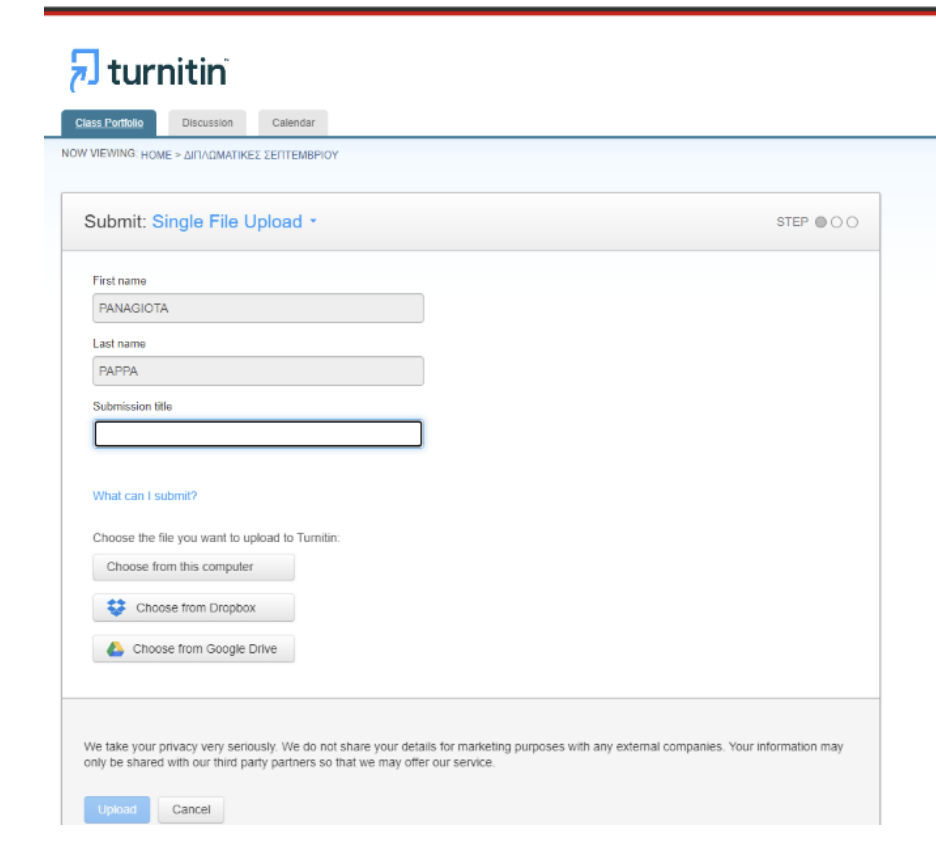 turnitin™
Class Portfolio Discussion Calendar
NOW VIEWING: HOME > ΔΙΠΛΩΜΑΤΙΚΕΣ ΣΕΠΤΕΜΒΡΙΟΥ
Submit: Single File Upload STEP
First name
PANAGIOTA
Last name
PAPPA
Submission title
What can I submit?
Choose the file you want to upload to Turnitin:
Choose from this computer
Choose from Dropbox
Choose from Google Drive
We take your privacy very seriously. We do not share your details for marketing purposes with any external companies. Your information may
only be shared with our third party partners so that we may offer our service.
Upload Cancel